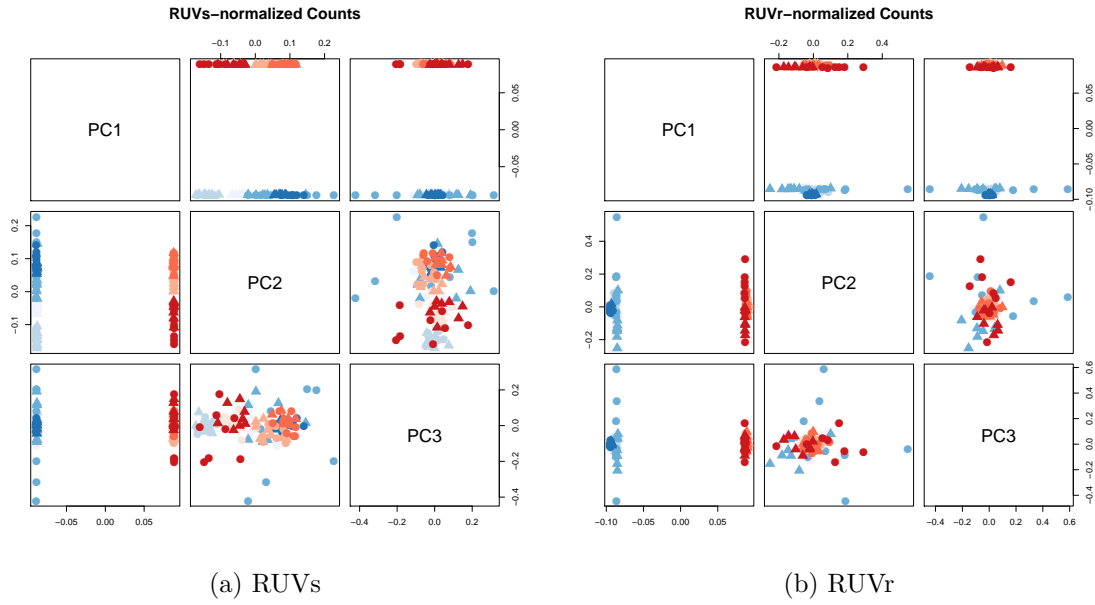 RUVs−normalized Counts
−0.1 0.0 0.1 0.2
PC1
−0.05 0.00 0.05
−0.1 0.0 0.1 0.2
PC2
PC3
−0.4 −0.2 0.0 0.2
−0.05 0.00 0.05
−0.4 −0.2 0.0 0.2
(a) RUVs
RUVr−normalized Counts
−0.2 0.0 0.2 0.4
PC1
−0.10 −0.05 0.00 0.05
−0.2 0.0 0.2 0.4
PC2
PC3
−0.4 −0.2 0.0 0.2 0.4 0.6
−0.10 −0.05 0.00 0.05
−0.4 −0.2 0.0 0.2 0.4 0.6
(b) RUVr